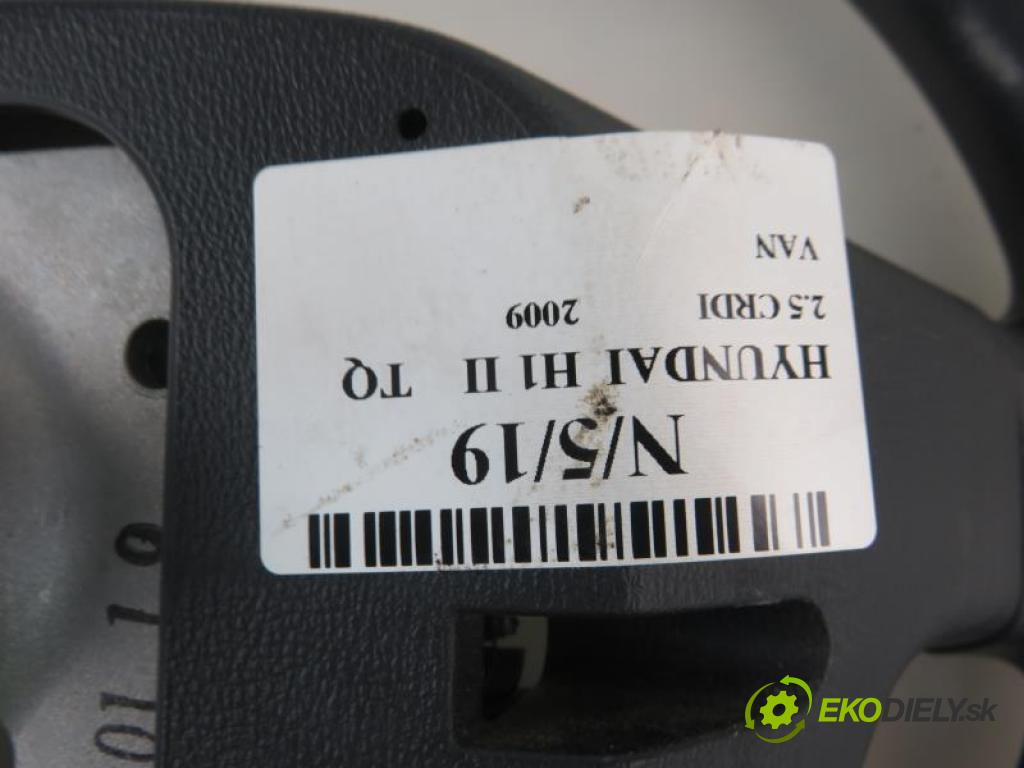 N/5/19
HYUNDAI H1 II TQ
2.5 CRDI 2009
VAN
EKODIELY.sk